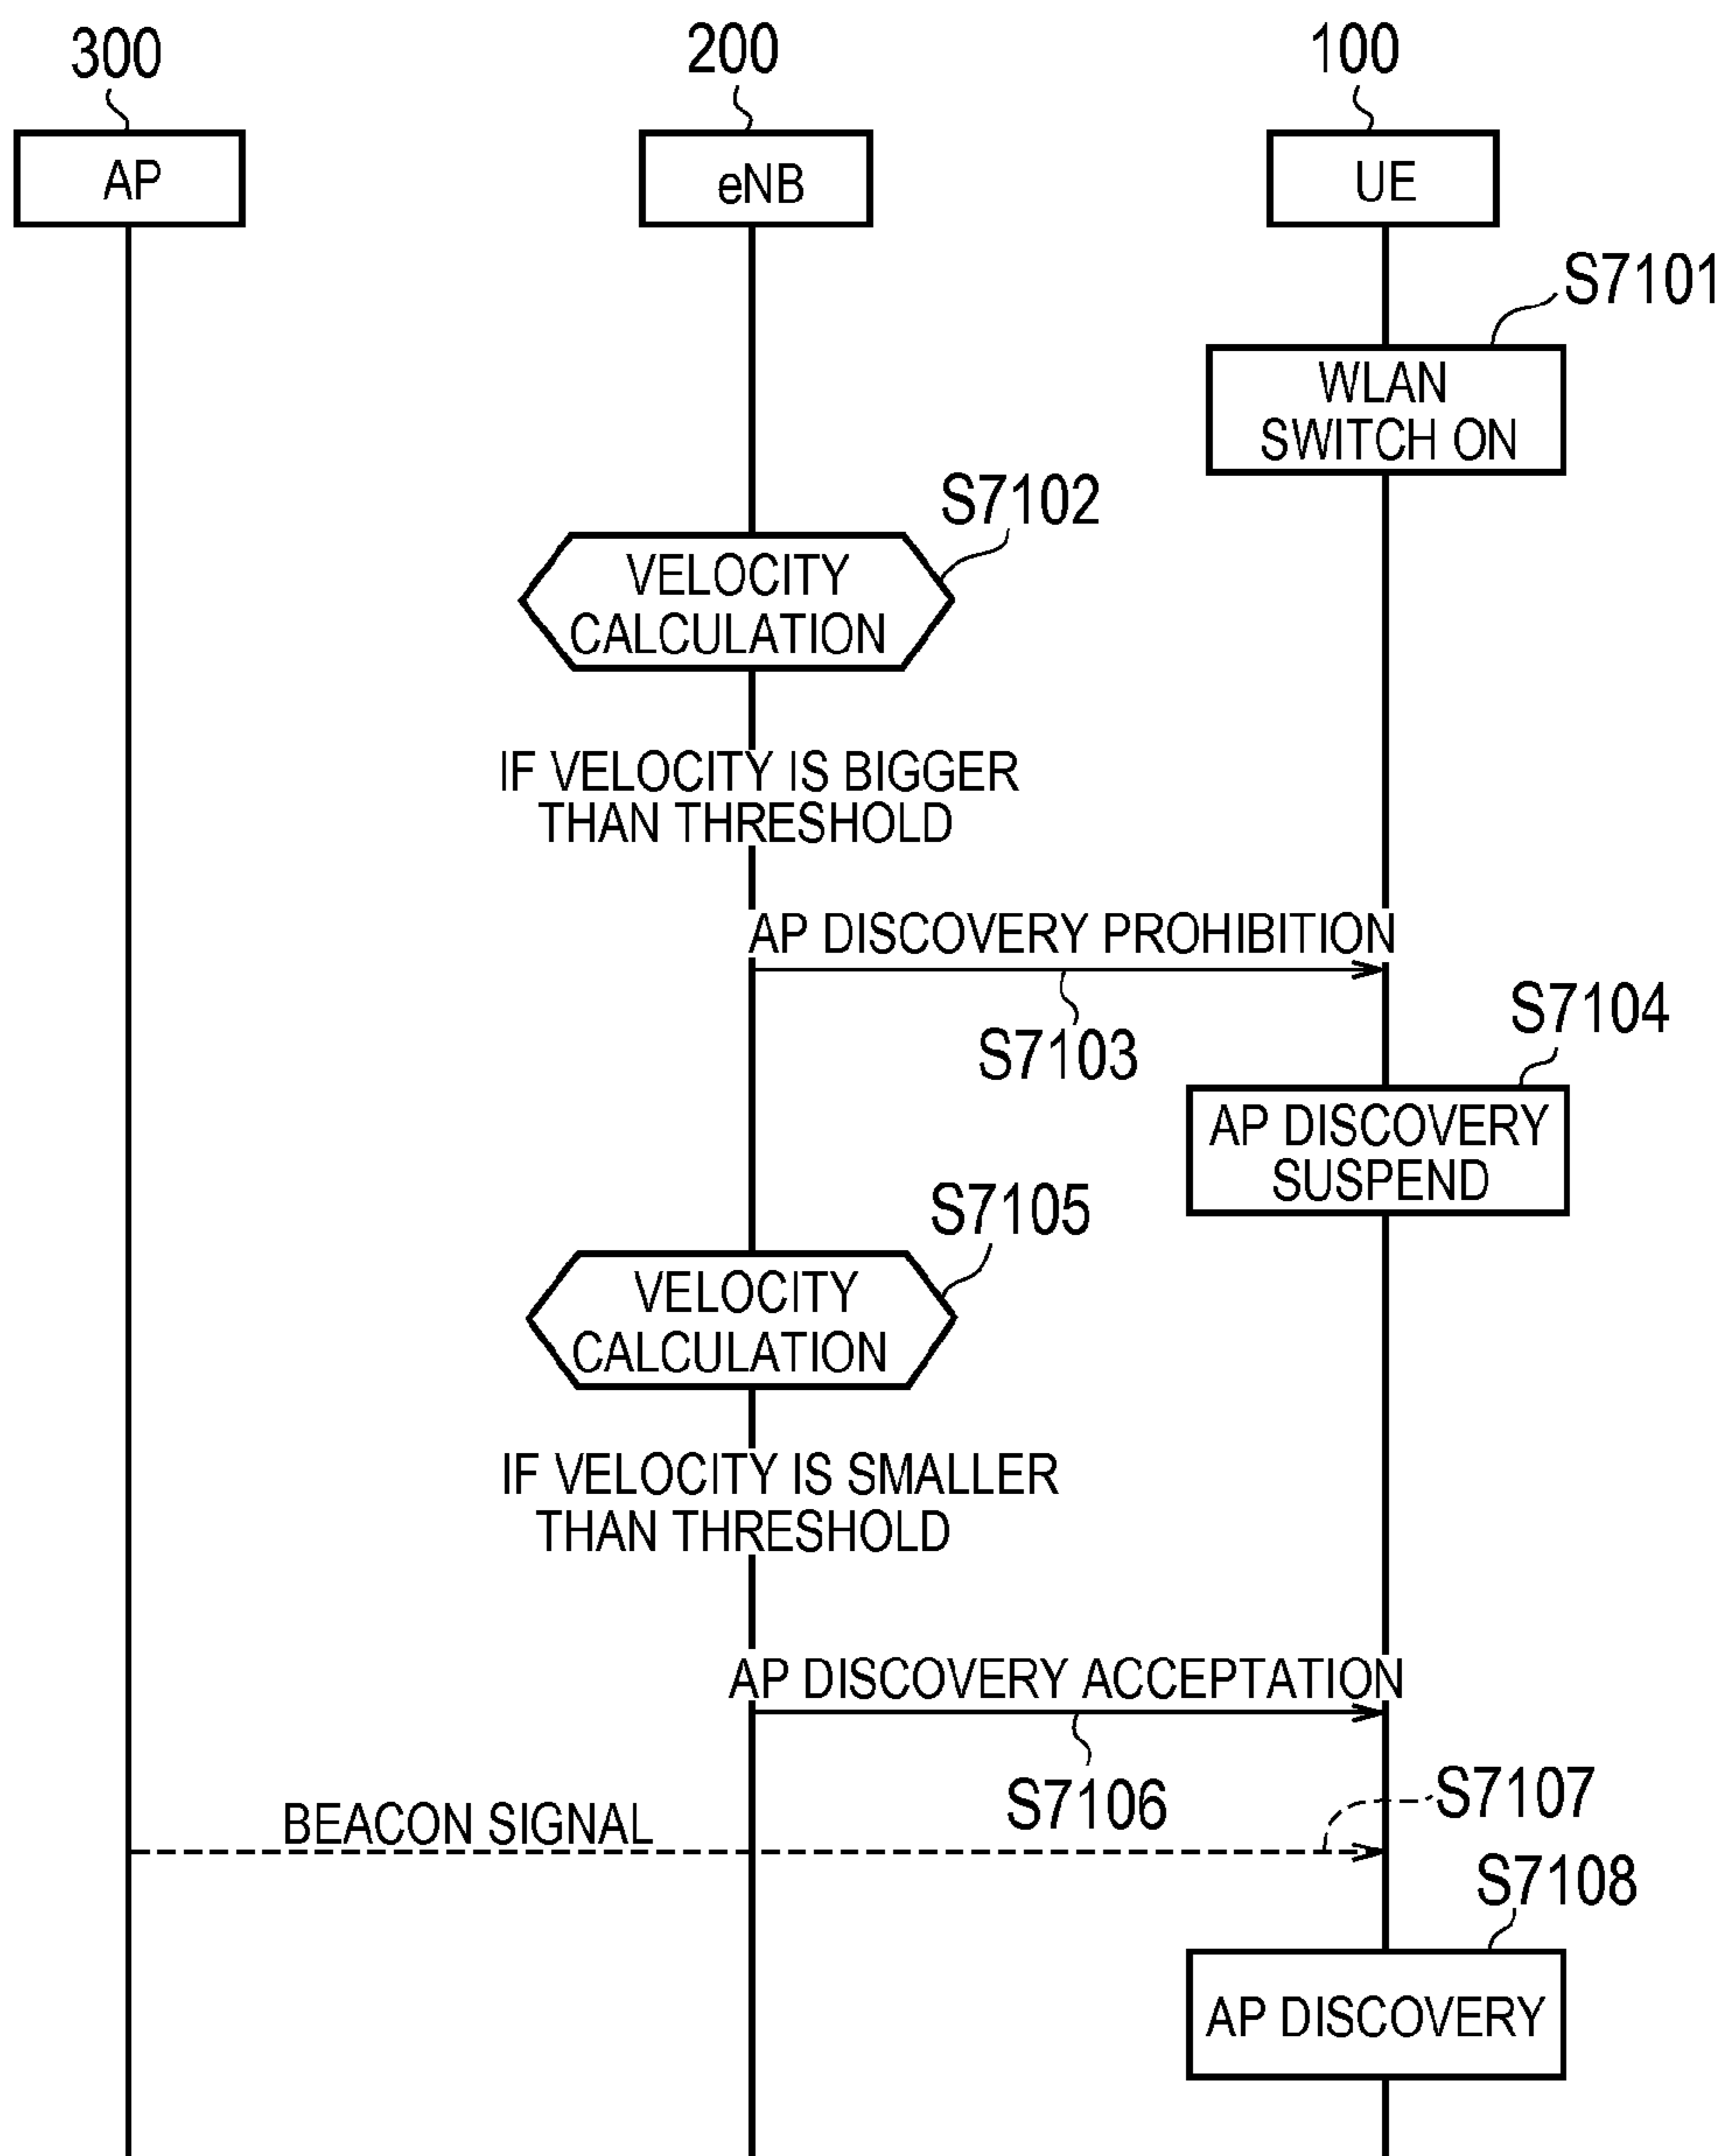 300
200
100
AP
eNB
UE
S7101
WLAN
SWITCH ON
S7102
VELOCITY
CALCULATION
IF VELOCITY IS BIGGER
THAN THRESHOLD
AP DISCOVERY PROHIBITION
S7103
S7104
AP DISCOVERY
SUSPEND
S7105
VELOCITY
CALCULATION
IF VELOCITY IS SMALLER
THAN THRESHOLD
AP DISCOVERY ACCEPTATION
S7106
S7107
BEACON SIGNAL
S7108
AP DISCOVERY